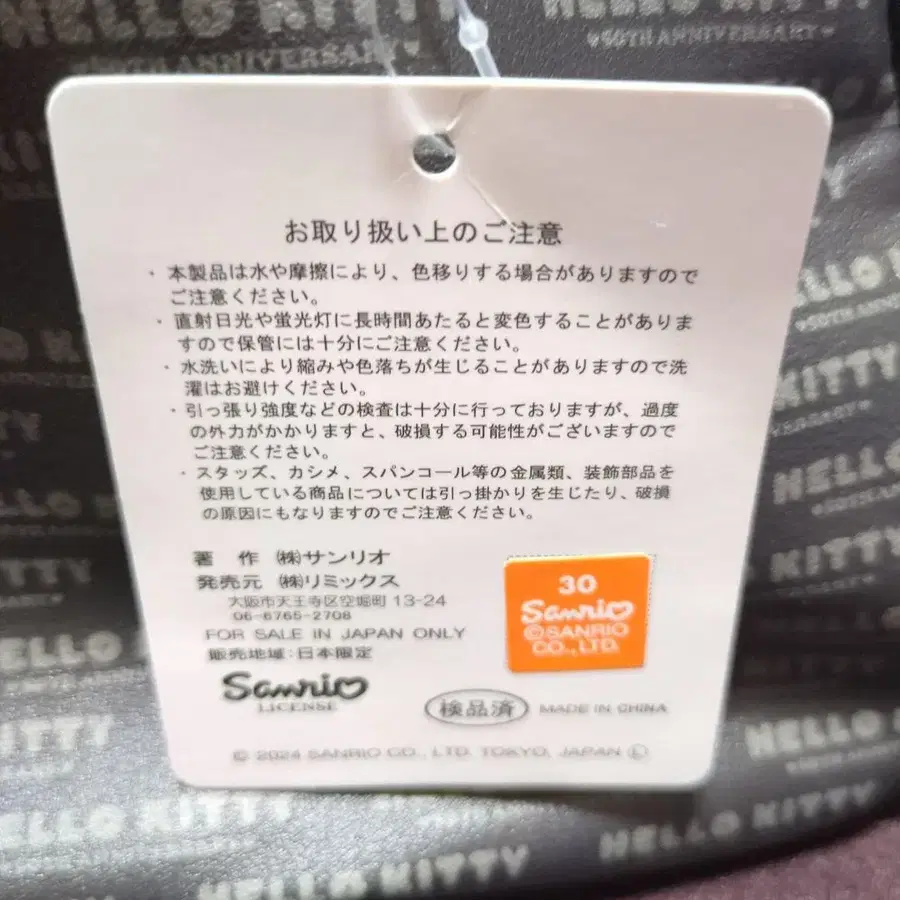 HELLO KITTY
♥50TH ANNIVERSARY♥
お取り扱い上のご注意
・本製品は水や摩擦により、色移りする場合がありますので
ご注意ください。
・直射日光や蛍光灯に長時間あたると変色することがありま
すので保管には十分にご注意ください。
・水洗いにより縮みや色落ちが生じることがありますので洗
濯はお避けください。
・引っ張り強度などの検査は十分に行っておりますが、過度
の外力がかかりますと、破損する可能性がございますので
ご注意ください。
・スタッズ、カシメ、スパンコール等の金属類、装飾部品を
使用している商品については引っ掛かりを生じたり、破損
の原因にもなりますのでご注意ください。
著 作 ㈱サンリオ
発売元 ㈱リミックス
大阪市天王寺区空堀町13-24
06-6765-2708
FOR SALE IN JAPAN ONLY
販売地域:日本限定
Sanrio
LICENSE
30
Sanrio
©SANRIO
CO.,LTD.
検品済 MADE IN CHINA
© 2024 SANRIO CO., LTD. TOKYO, JAPAN Ⓛ
HELLO KITTY
HELLO KITTY
HELLO KITTY
HELLO KITTY